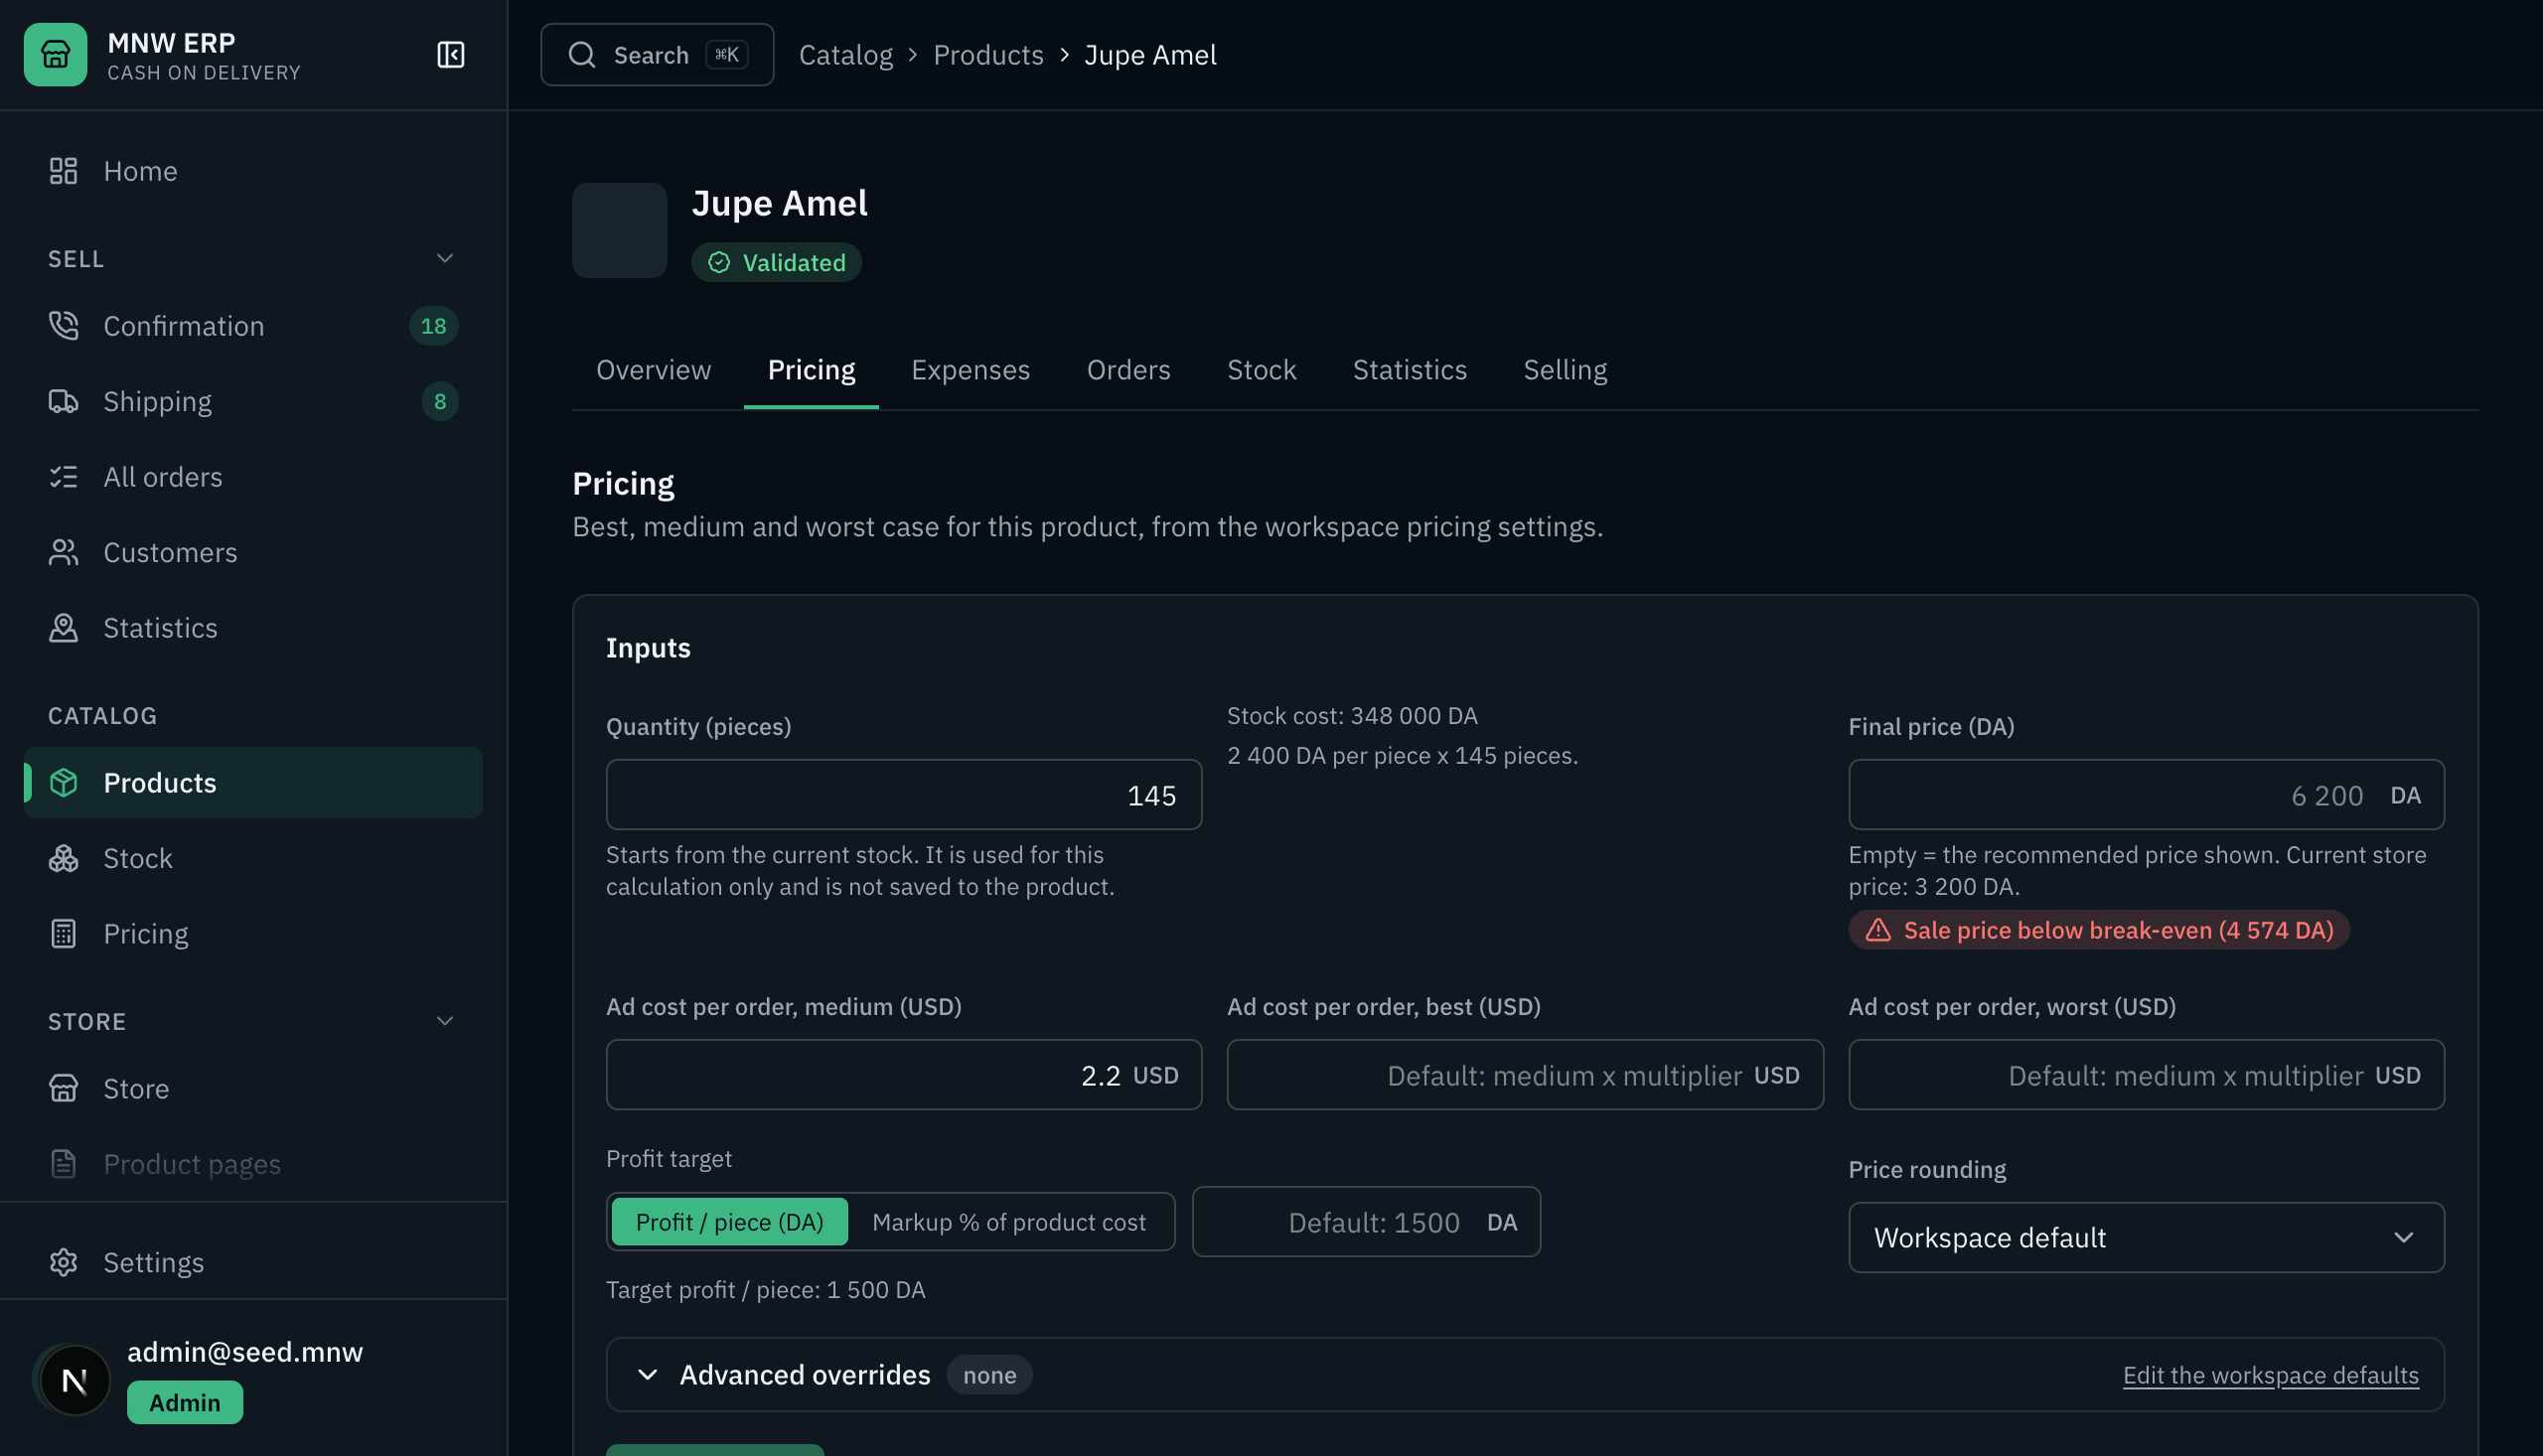 MNW ERP
CASH ON DELIVERY
Home
SELL
Confirmation 18
Shipping 8
All orders
Customers
Statistics
CATALOG
Products
Stock
Pricing
STORE
Store
Product pages
Settings
N
admin@seed.mnw
Admin
Search ⌘K
Catalog > Products > Jupe Amel
Jupe Amel
Validated
Overview Pricing Expenses Orders Stock Statistics Selling
Pricing
Best, medium and worst case for this product, from the workspace pricing settings.
Inputs
Quantity (pieces)
145
Starts from the current stock. It is used for this
calculation only and is not saved to the product.
Stock cost: 348 000 DA
2 400 DA per piece x 145 pieces.
Final price (DA)
6 200 DA
Empty = the recommended price shown. Current store
price: 3 200 DA.
Sale price below break-even (4 574 DA)
Ad cost per order, medium (USD)
2.2 USD
Ad cost per order, best (USD)
Default: medium x multiplier USD
Ad cost per order, worst (USD)
Default: medium x multiplier USD
Profit target
Profit / piece (DA) Markup % of product cost Default: 1500 DA
Target profit / piece: 1 500 DA
Price rounding
Workspace default
Advanced overrides none
Edit the workspace defaults